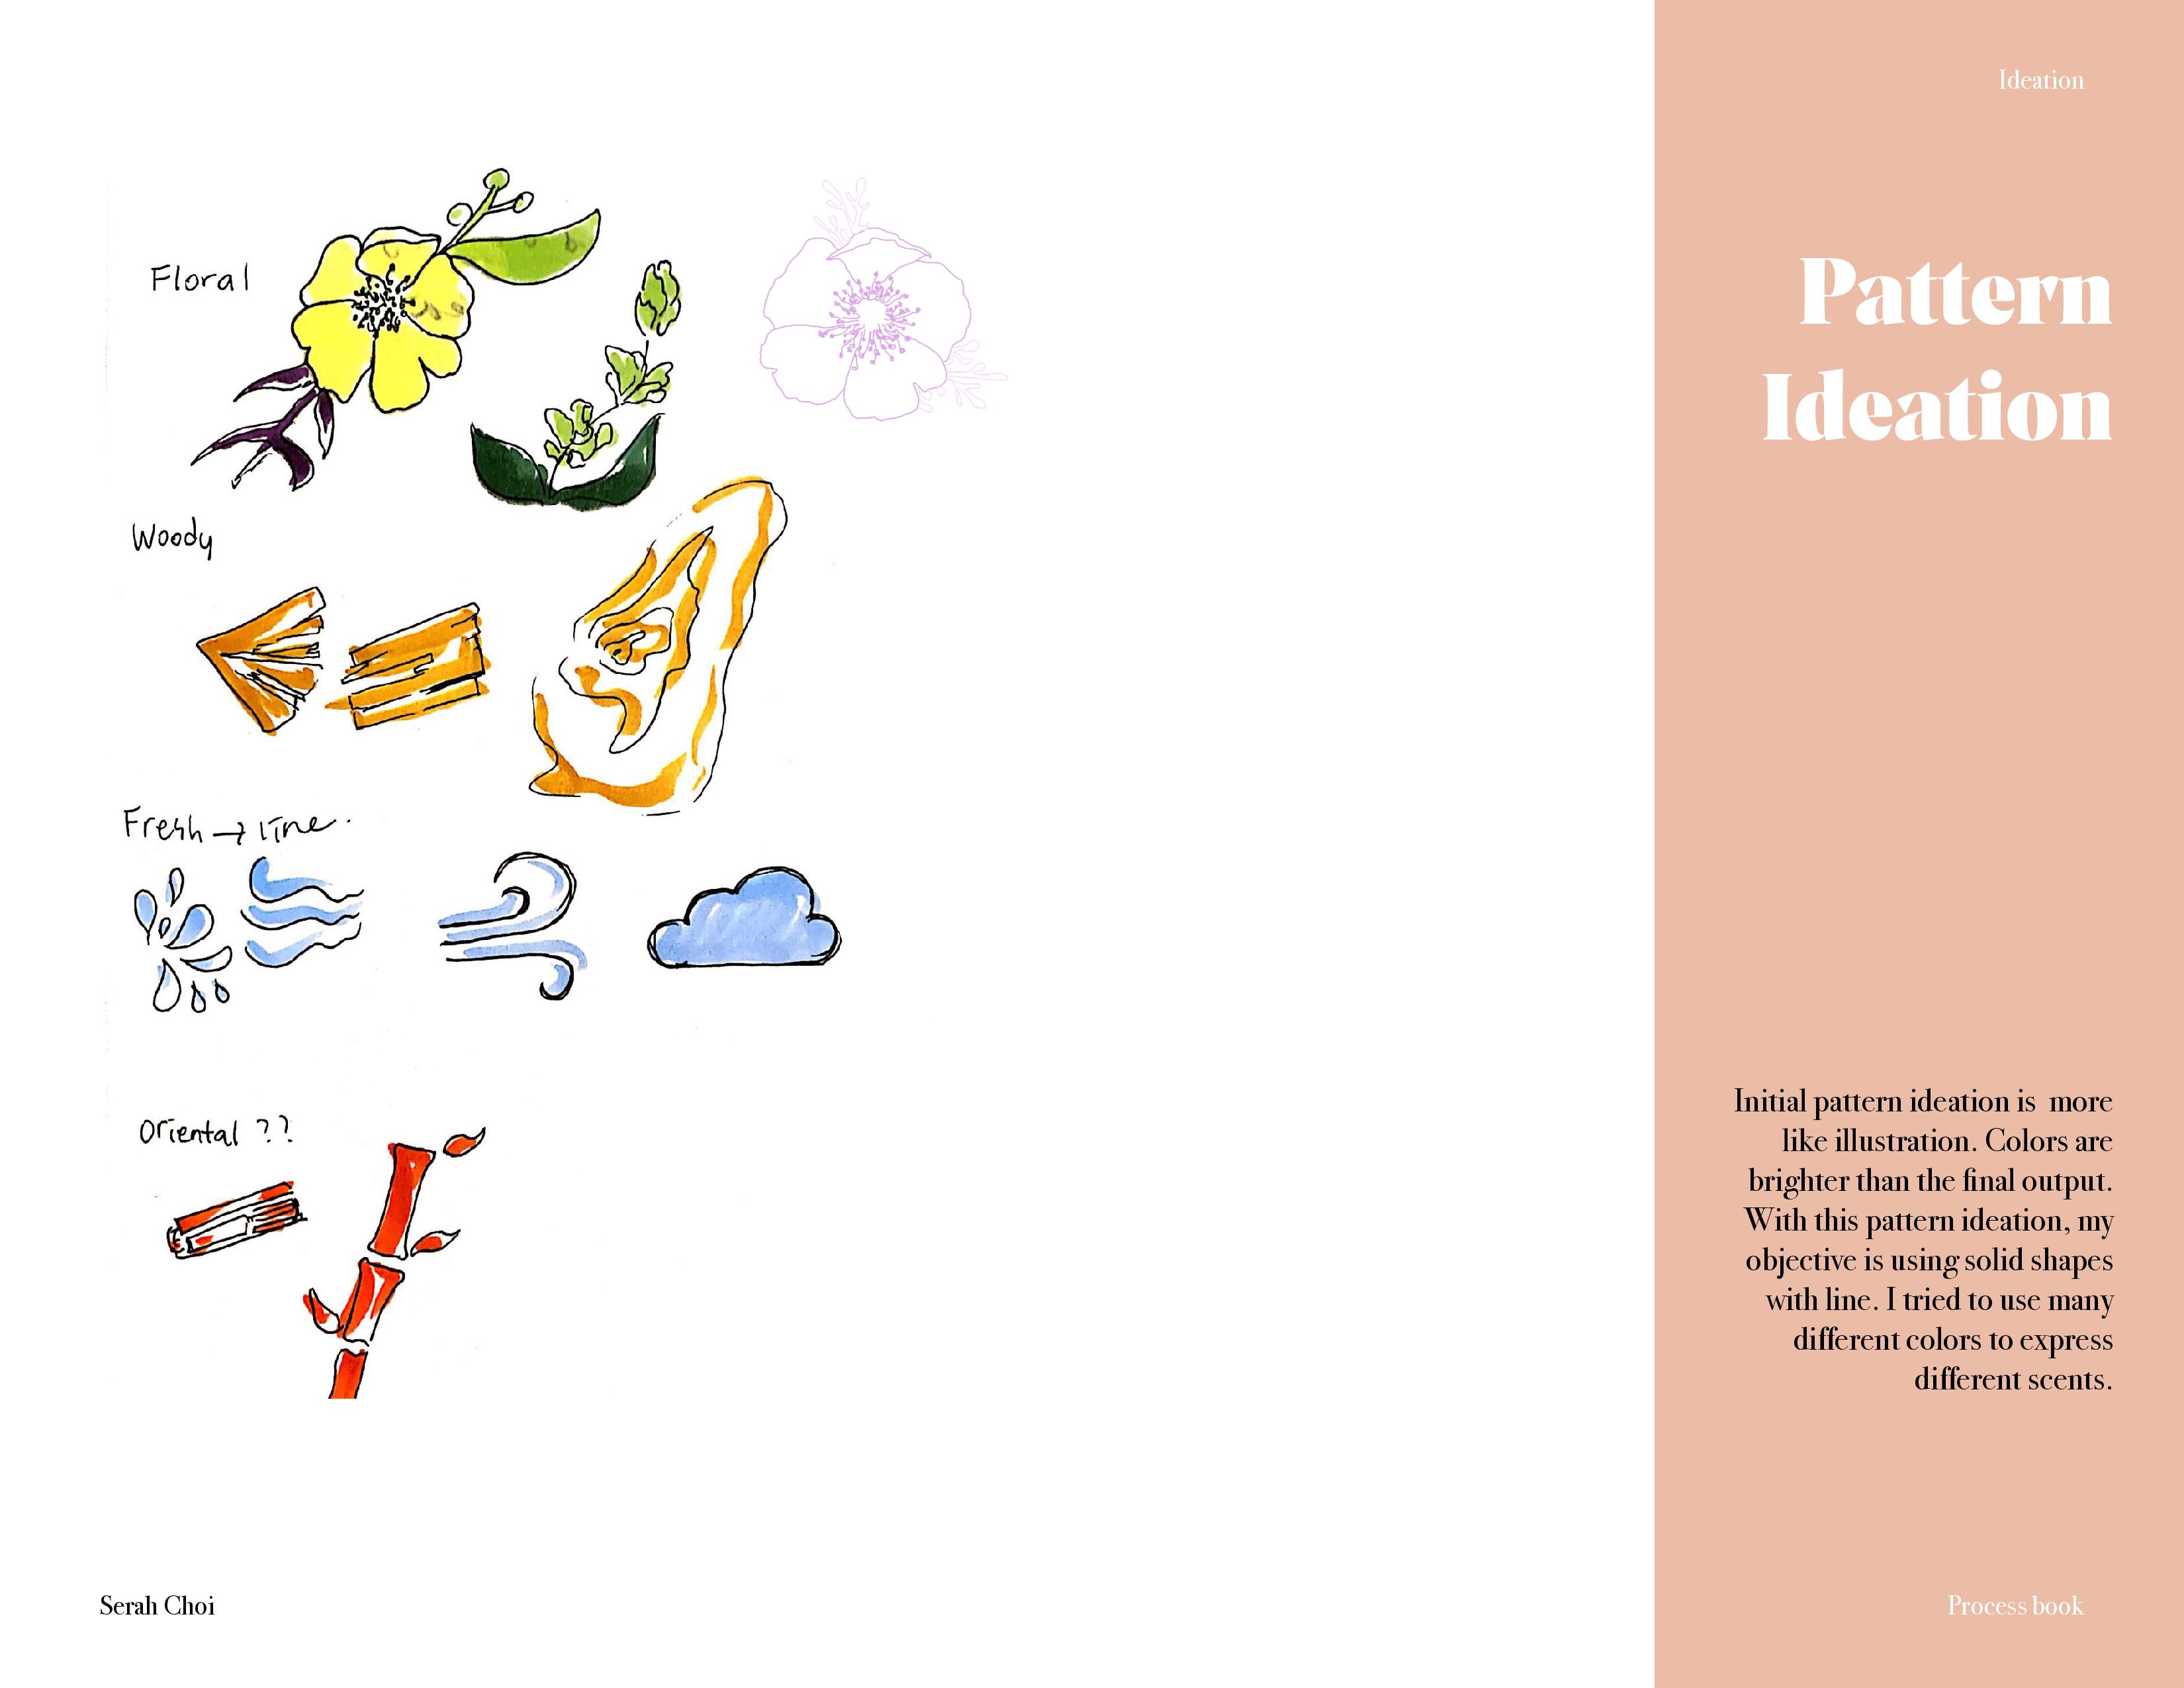 Ideation
Pattern
Ideation
Floral
Woody
Fresh → line.
Oriental ??
Initial pattern ideation is  more
like illustration. Colors are
brighter than the final output.
With this pattern ideation, my
objective is using solid shapes
with line. I tried to use many
different colors to express
different scents.
Serah Choi
Process book